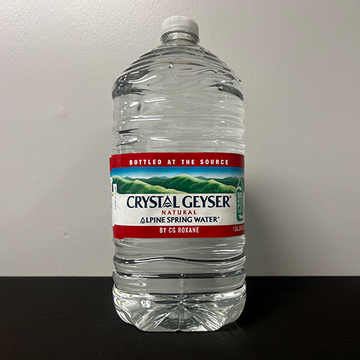 BOTTLED AT THE SOURCE
CRYSTAL GEYSER®
NATURAL
ALPINE SPRING WATER®
BY CG ROXANE